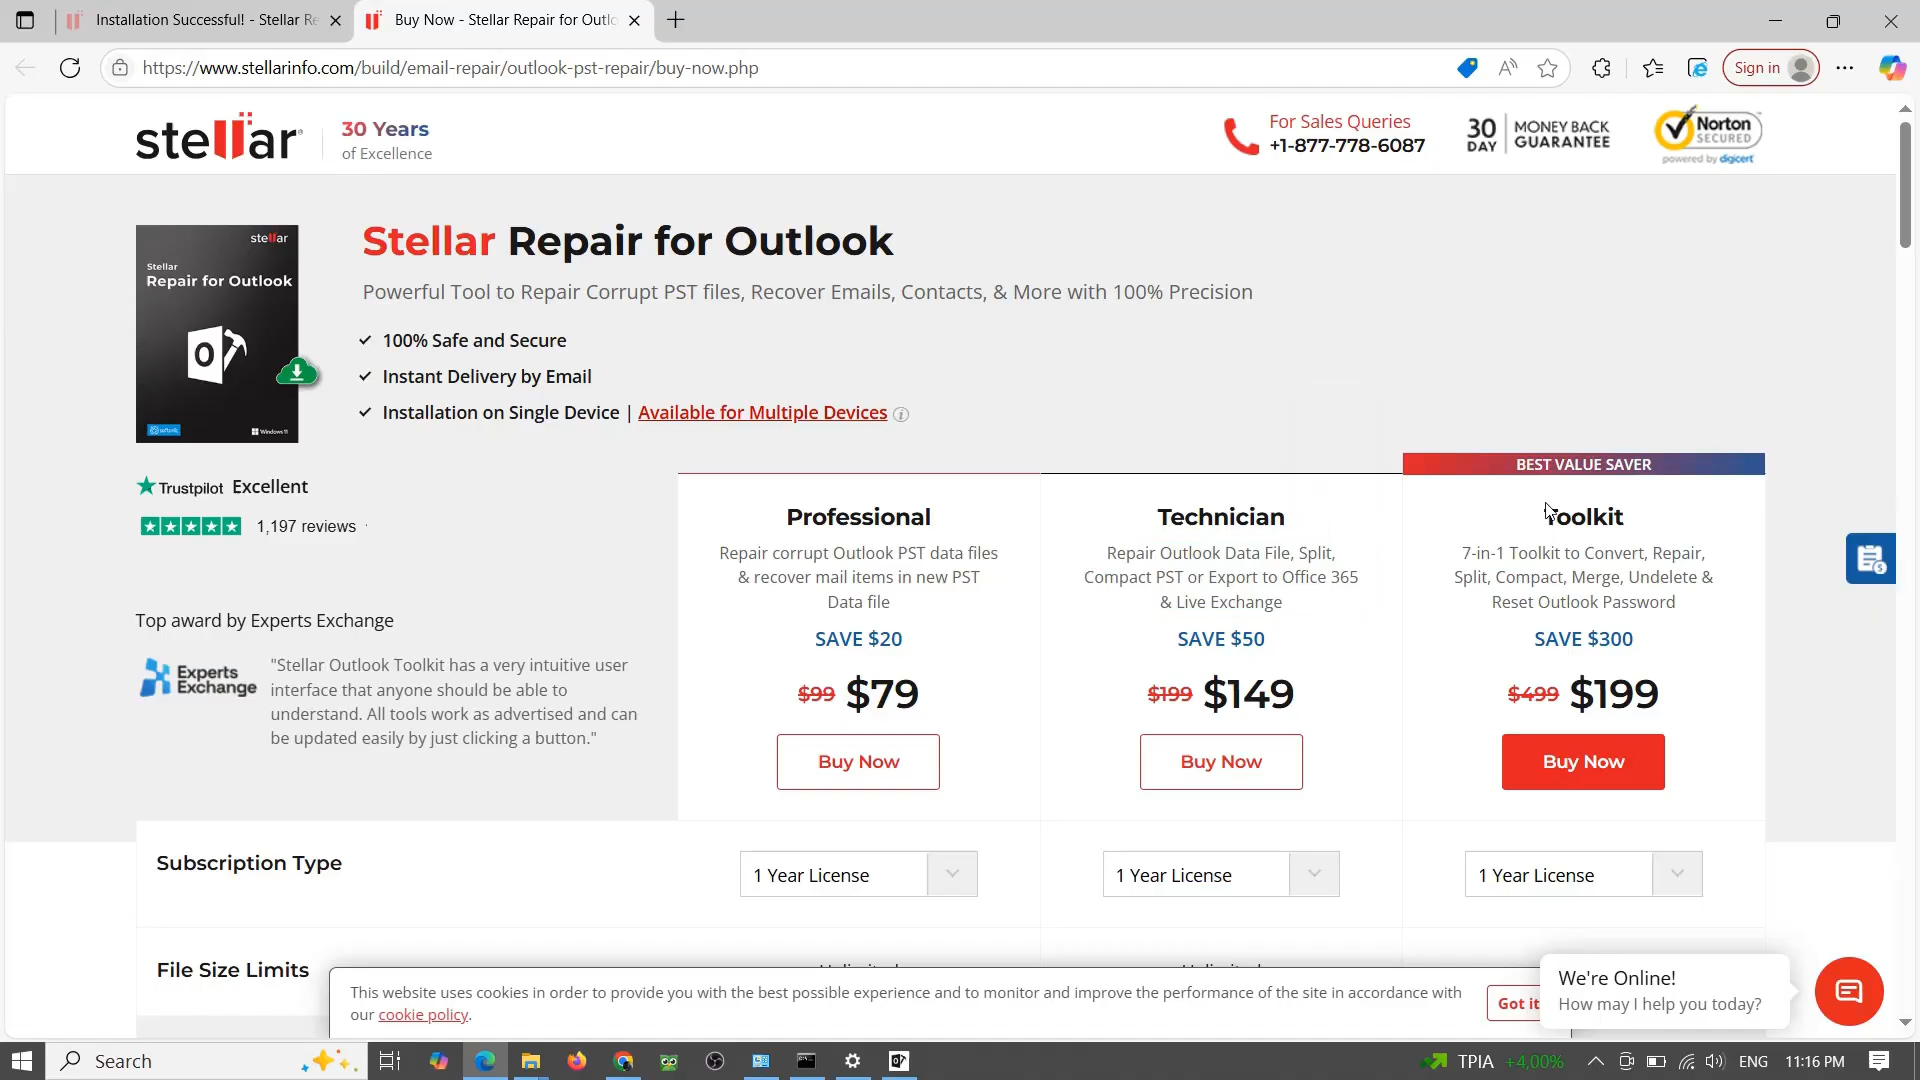 Installation Successful! - Stellar Re
Buy Now - Stellar Repair for Outlo
https://www.stellarinfo.com/build/email-repair/outlook-pst-repair/buy-now.php
Sign in
stellar
30 Years
of Excellence
For Sales Queries
+1-877-778-6087
30 DAY
MONEY BACK
GUARANTEE
Norton
SECURED
powered by digicert
stellar
Stellar
Repair for Outlook
Windows 11
Stellar Repair for Outlook
Powerful Tool to Repair Corrupt PST files, Recover Emails, Contacts, & More with 100% Precision
100% Safe and Secure
Instant Delivery by Email
Installation on Single Device | Available for Multiple Devices
Trustpilot Excellent
1,197 reviews
Top award by Experts Exchange
Experts
Exchange
"Stellar Outlook Toolkit has a very intuitive user
interface that anyone should be able to
understand. All tools work as advertised and can
be updated easily by just clicking a button."
Professional
Repair corrupt Outlook PST data files
& recover mail items in new PST
Data file
SAVE $20
$99 $79
Buy Now
Technician
Repair Outlook Data File, Split,
Compact PST or Export to Office 365
& Live Exchange
SAVE $50
$199 $149
Buy Now
BEST VALUE SAVER
Toolkit
7-in-1 Toolkit to Convert, Repair,
Split, Compact, Merge, Undelete &
Reset Outlook Password
SAVE $300
$499 $199
Buy Now
Subscription Type
1 Year License
1 Year License
1 Year License
File Size Limits
This website uses cookies in order to provide you with the best possible experience and to monitor and improve the performance of the site in accordance with
our cookie policy.
Got it
We're Online!
How may I help you today?
Search
TPIA +4,00%
ENG
11:16 PM